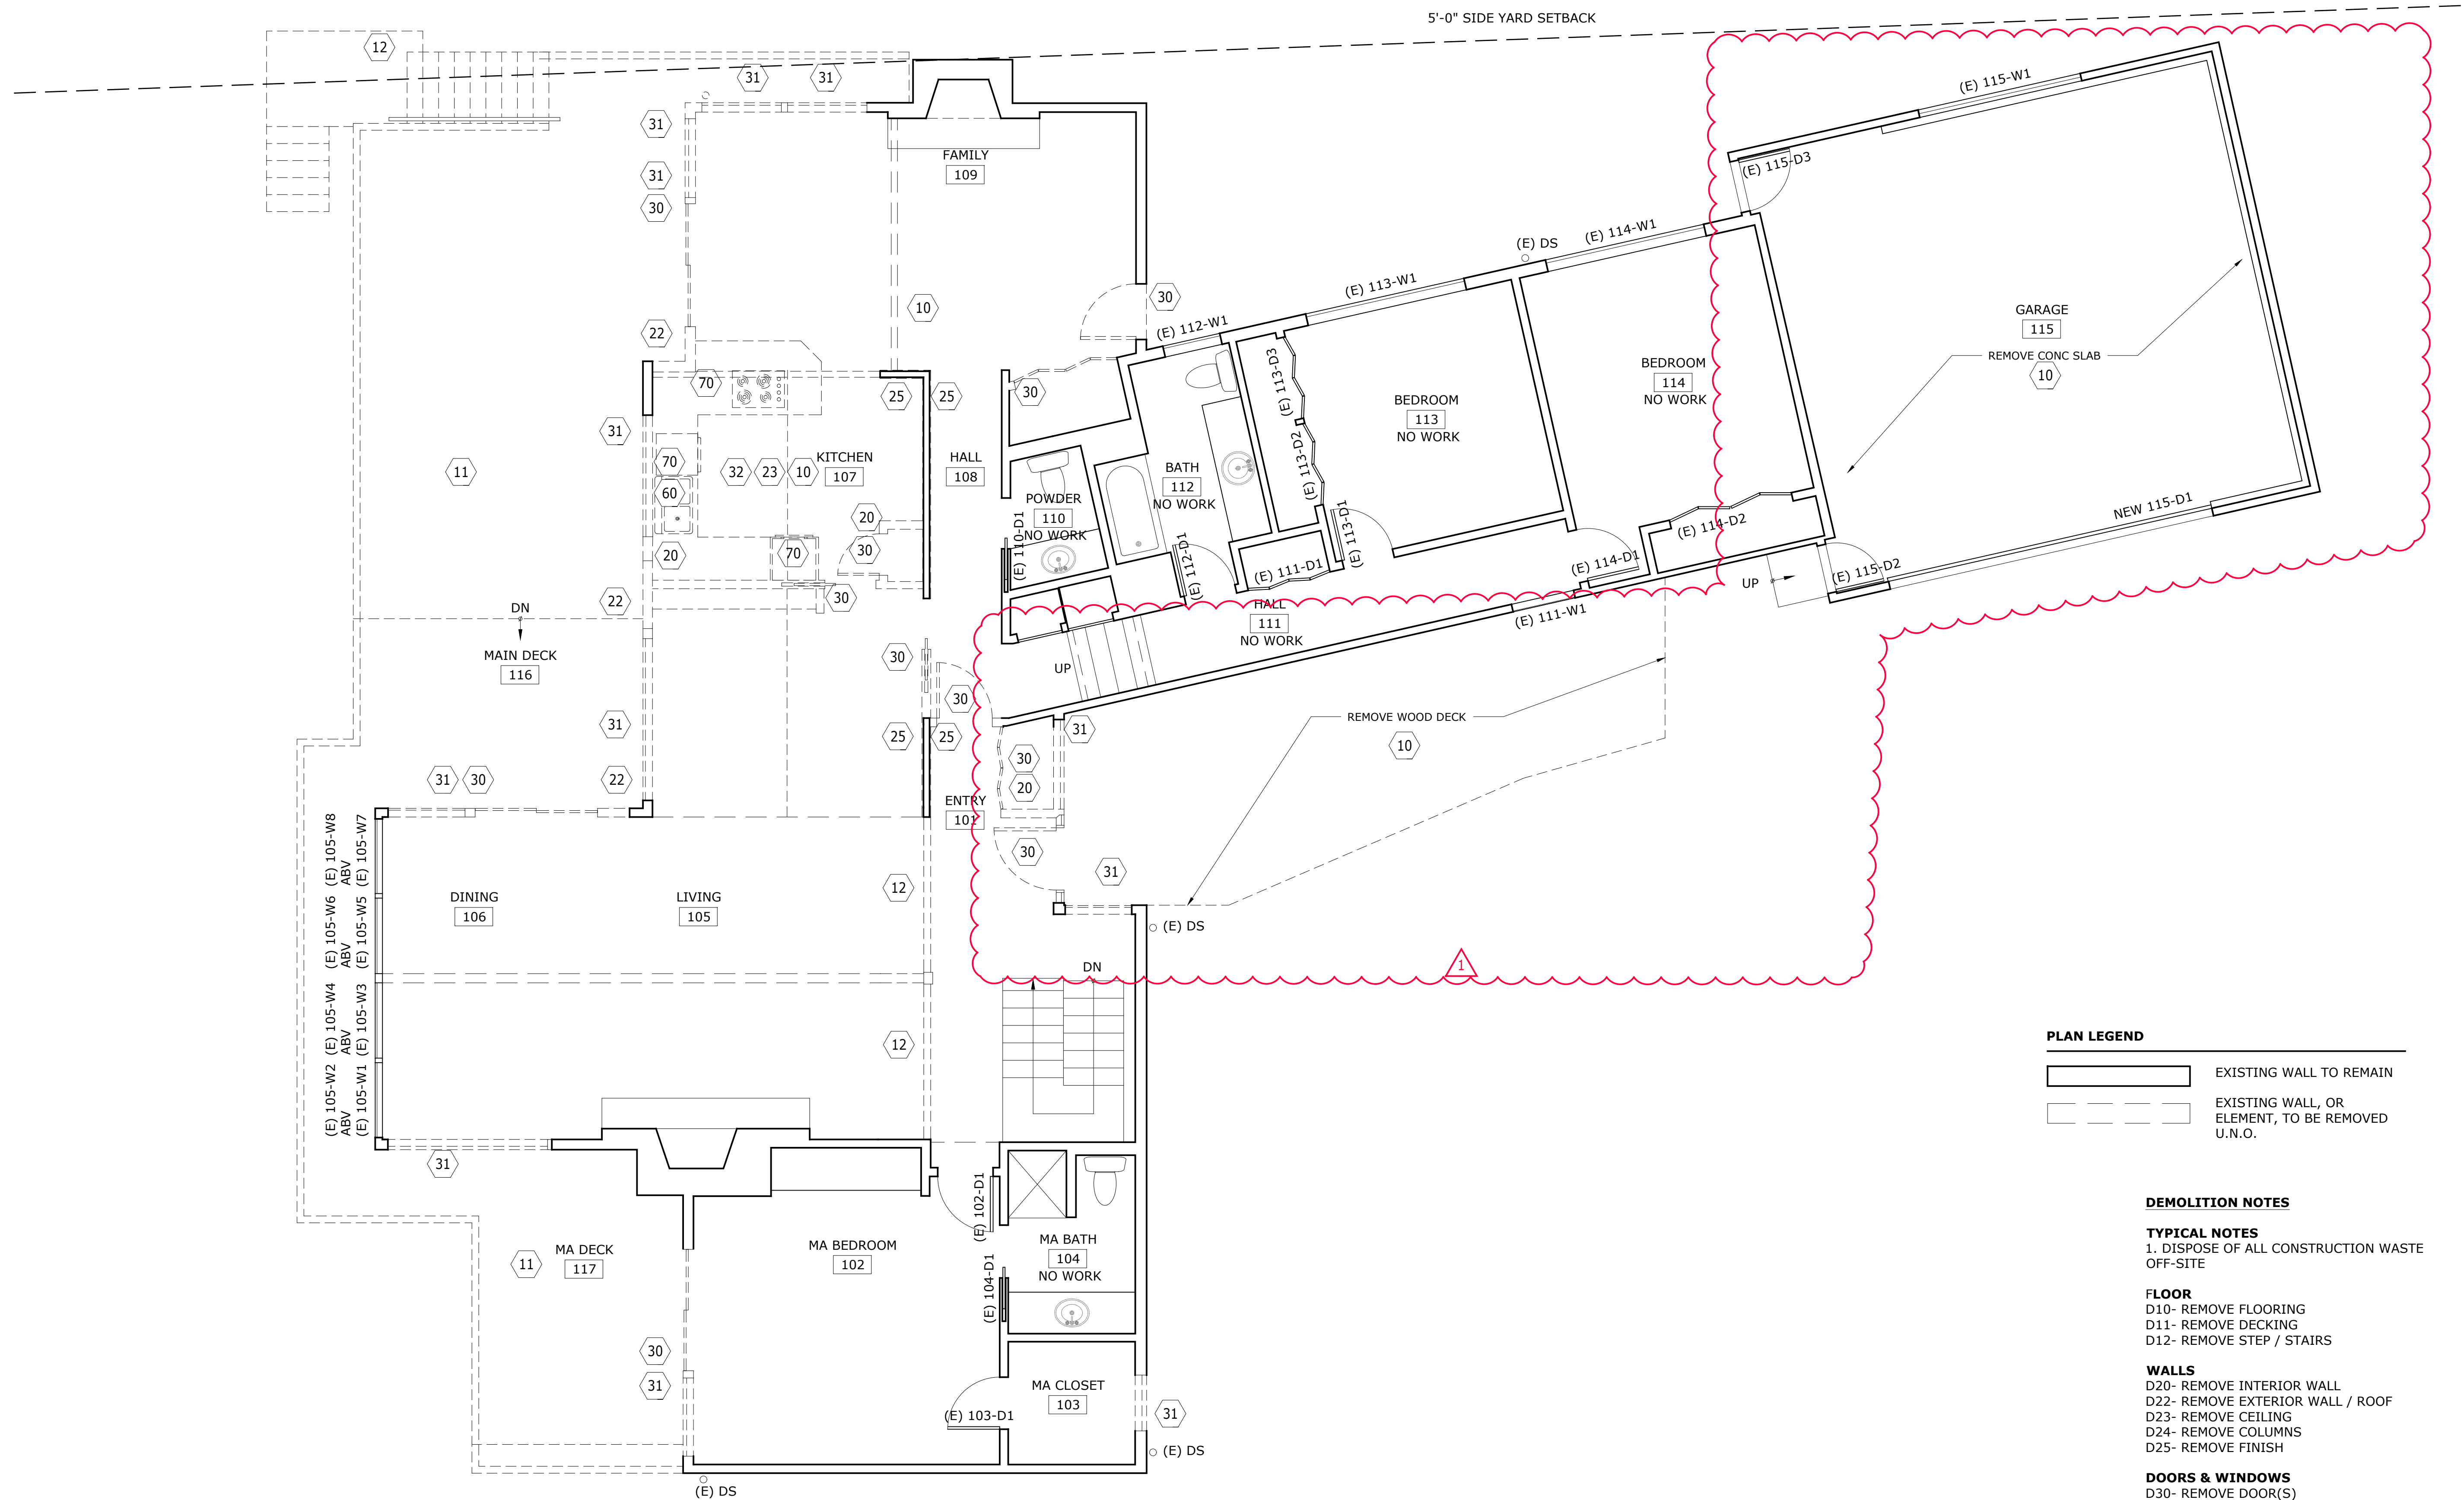 5'-0" SIDE YARD SETBACK
12
31
31
(E) 115-W1
31
FAMILY
109
(E) 115-D3
31
30
(E) DS
(E) 114-W1
(E) 113-W1
30
10
GARAGE
115
(E) 112-W1
22
REMOVE CONC SLAB
10
BEDROOM
114
NO WORK
70
25
25
30
(E) 113-D3
BEDROOM
113
NO WORK
31
(E) 113-D2
11
70
32
23
10
KITCHEN
107
HALL
108
BATH
112
NO WORK
60
POWDER
110
NO WORK
20
(E) 110-D1
NEW 115-D1
(E) 114-D2
(E) 113-D1
20
70
30
(E) 112-D1
(E) 111-D1
(E) 114-D1
(E) 115-D2
UP
30
22
DN
HALL
111
NO WORK
(E) 111-W1
MAIN DECK
116
30
UP
30
31
25
25
31
REMOVE WOOD DECK
10
30
20
31
30
22
ENTRY
101
30
31
(E) 105-W8
ABV
(E) 105-W7
DINING
106
LIVING
105
12
(E) DS
(E) 105-W6
ABV
(E) 105-W5
DN
1
(E) 105-W4
ABV
(E) 105-W3
12
(E) 105-W2
ABV
(E) 105-W1
31
(E) 102-D1
MA DECK
117
11
MA BEDROOM
102
MA BATH
104
NO WORK
(E) 104-D1
30
31
MA CLOSET
103
(E) 103-D1
31
(E) DS
(E) DS
PLAN LEGEND
EXISTING WALL TO REMAIN
EXISTING WALL, OR
ELEMENT, TO BE REMOVED
U.N.O.
DEMOLITION NOTES
TYPICAL NOTES
1. DISPOSE OF ALL CONSTRUCTION WASTE
OFF-SITE
FLOOR
D10- REMOVE FLOORING
D11- REMOVE DECKING
D12- REMOVE STEP / STAIRS
WALLS
D20- REMOVE INTERIOR WALL
D22- REMOVE EXTERIOR WALL / ROOF
D23- REMOVE CEILING
D24- REMOVE COLUMNS
D25- REMOVE FINISH
DOORS & WINDOWS
D30- REMOVE DOOR(S)